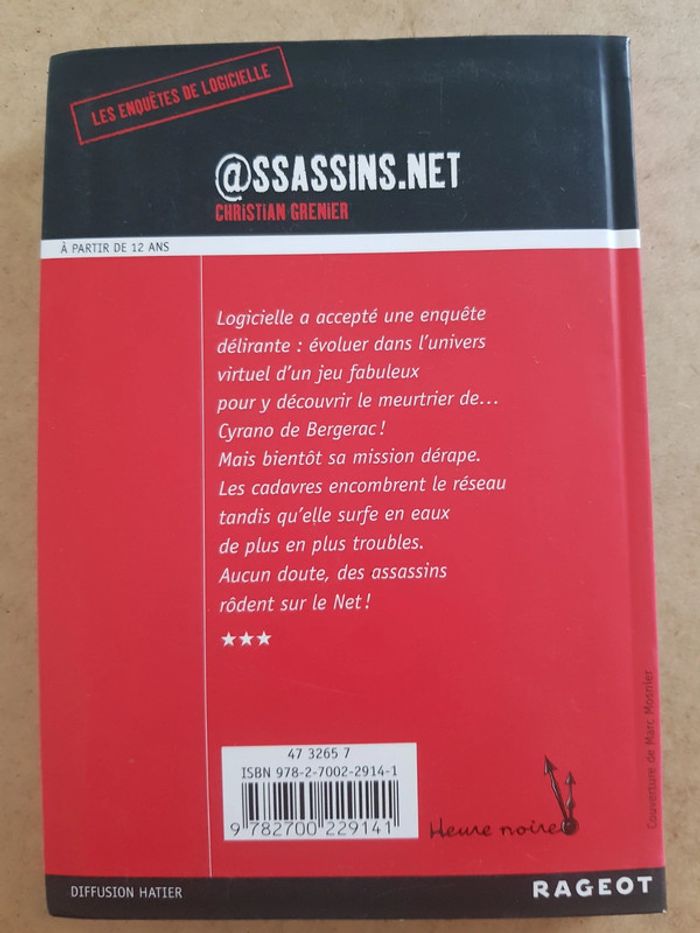 LES ENQUÊTES DE LOGICIELLE
@SSASSINS.NET
CHRISTIAN GRENIER
À PARTIR DE 12 ANS
Logicielle a accepté une enquête
délirante : évoluer dans l'univers
virtuel d'un jeu fabuleux
pour y découvrir le meurtrier de...
Cyrano de Bergerac !
Mais bientôt sa mission dérape.
Les cadavres encombrent le réseau
tandis qu'elle surfe en eaux
de plus en plus troubles.
Aucun doute, des assassins
rôdent sur le Net !
★★★
47 3265 7
ISBN 978-2-7002-2914-1
9 782700 229141
Heure noire
Couverture de Marc Mosnier
DIFFUSION HATIER
RAGEOT